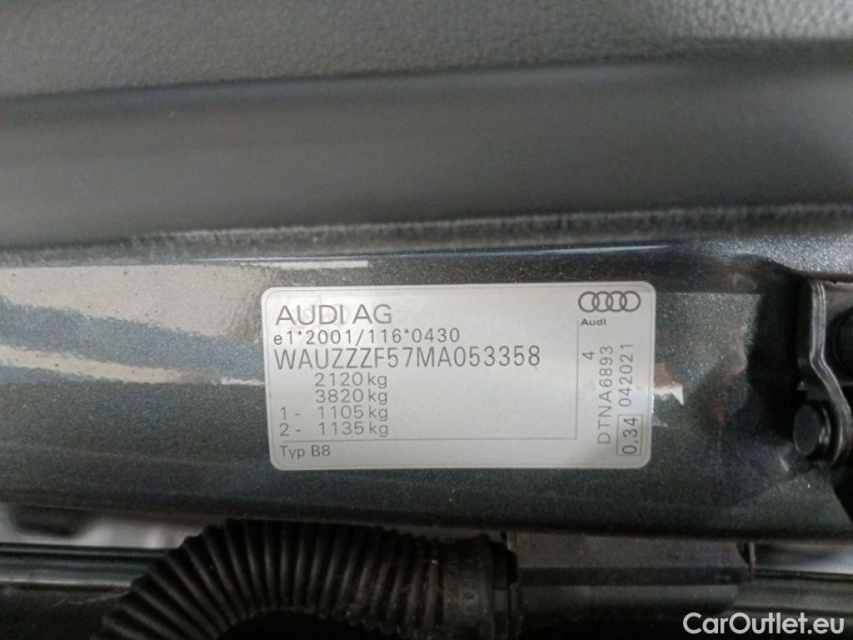 AUDI AG
Audi
e1*2001/116*0430
WAUZZZF57MA053358
2120 kg
3820 kg
1- 1105 kg
2- 1135 kg
Typ B8
4
DTNA6893
042021
0.34
CarOutlet.eu